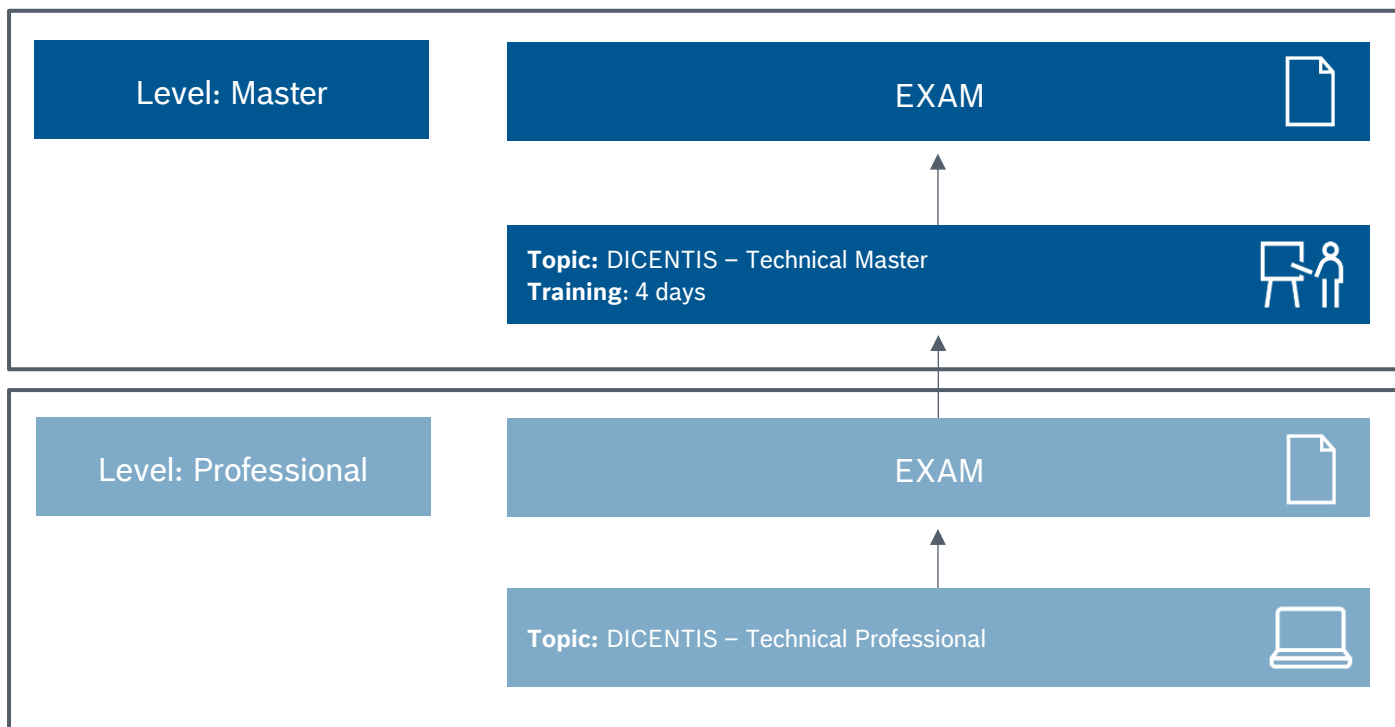 Level: Master
EXAM
Topic: DICENTIS – Technical Master
Training: 4 days
Level: Professional
EXAM
Topic: DICENTIS – Technical Professional